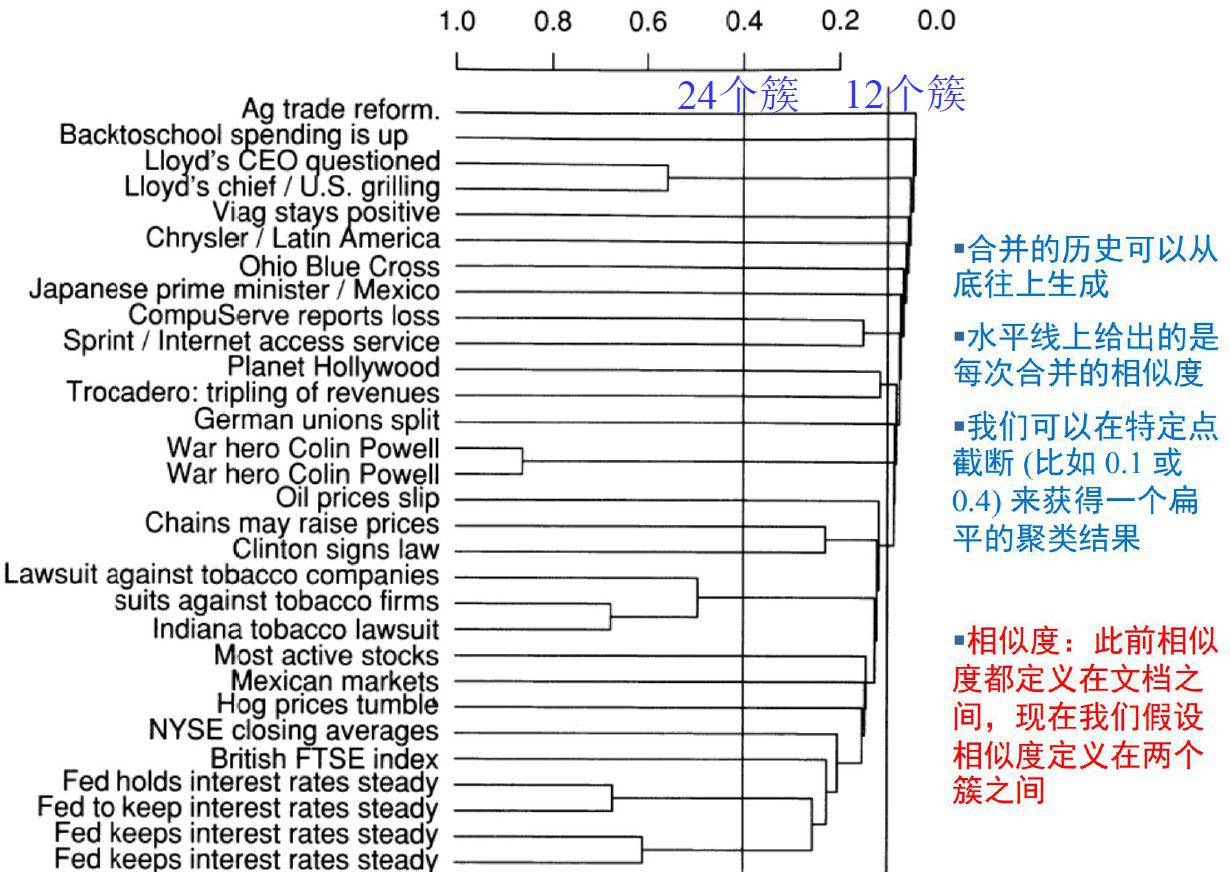 1.0 0.8 0.6 0.4 0.2 0.0
24个簇 12个簇
Ag trade reform.
Backtoschool spending is up
Lloyd's CEO questioned
Lloyd's chief / U.S. grilling
Viag stays positive
Chrysler / Latin America
Ohio Blue Cross
Japanese prime minister / Mexico
CompuServe reports loss
Sprint / Internet access service
Planet Hollywood
Trocadero: tripling of revenues
German unions split
War hero Colin Powell
War hero Colin Powell
Oil prices slip
Chains may raise prices
Clinton signs law
Lawsuit against tobacco companies
suits against tobacco firms
Indiana tobacco lawsuit
Most active stocks
Mexican markets
Hog prices tumble
NYSE closing averages
British FTSE index
Fed holds interest rates steady
Fed to keep interest rates steady
Fed keeps interest rates steady
Fed keeps interest rates steady
▪合并的历史可以从
底往上生成
▪水平线上给出的是
每次合并的相似度
▪我们可以在特定点
截断 (比如 0.1 或
0.4) 来获得一个扁
平的聚类结果
▪相似度：此前相似
度都定义在文档之
间，现在我们假设
相似度定义在两个
簇之间